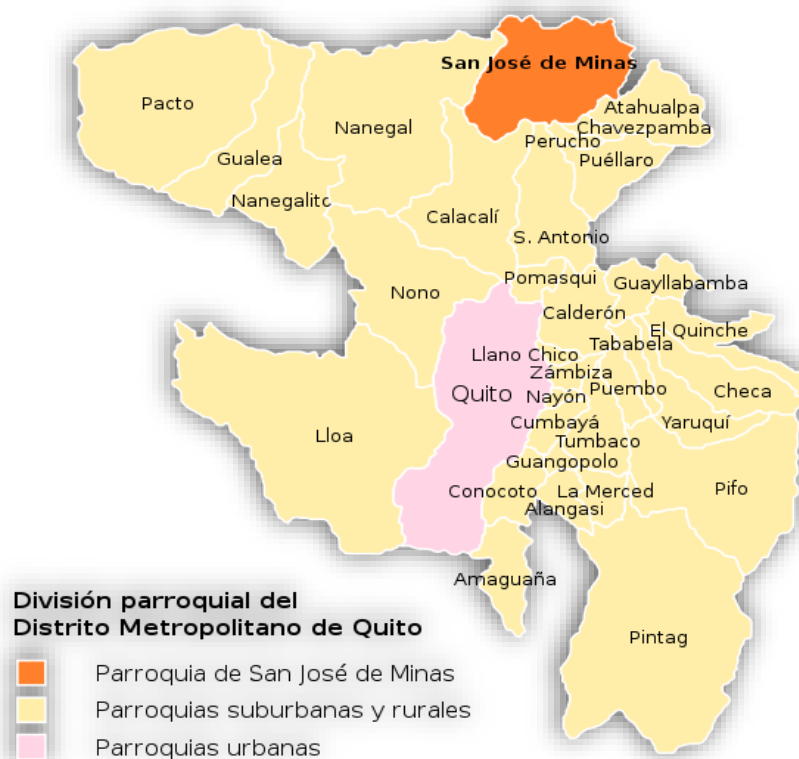 San José de Minas
Pacto
Atahualpa
Nanegal
Chavezpamba
Perucho
Gualea
Puéllaro
Nanegalito
Calacalí
S. Antonio
Pomasqui
Guayllabamba
Nono
Calderón
El Quinche
Tababela
Llano Chico
Zámbiza
Puembo
Checa
Quito
Nayón
Cumbayá
Yaruquí
Lloa
Tumbaco
Guangopolo
Pifo
Conocoto
La Merced
Alangasi
Amaguaña
Pintag
División parroquial del
Distrito Metropolitano de Quito
Parroquia de San José de Minas
Parroquias suburbanas y rurales
Parroquias urbanas